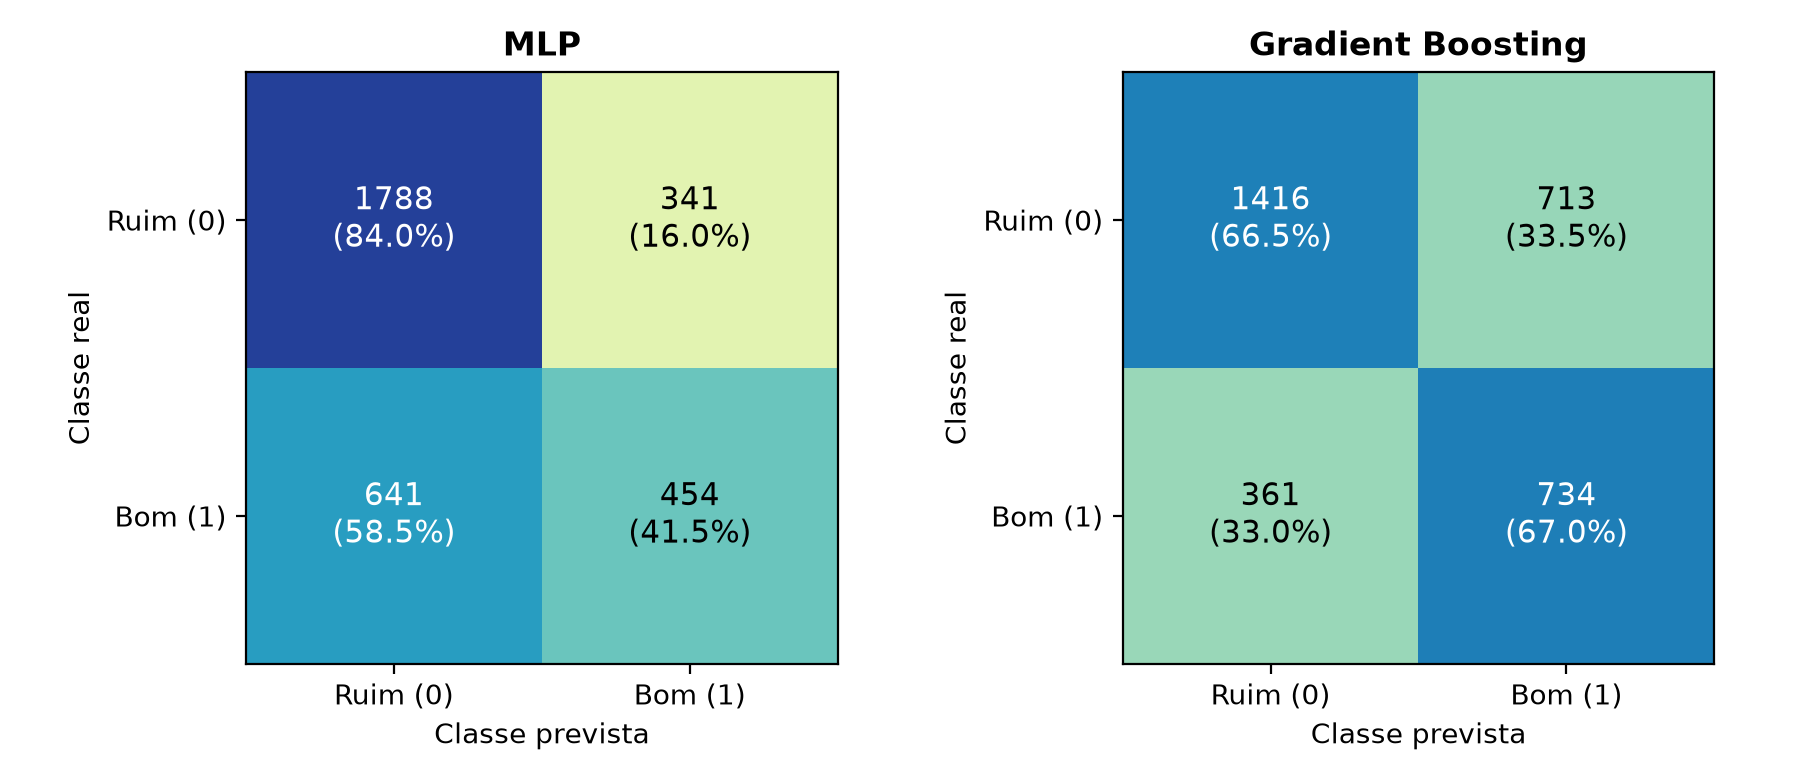 MLP
Classe real
Ruim (0)
1788
(84.0%)
341
(16.0%)
Bom (1)
641
(58.5%)
454
(41.5%)
Ruim (0)
Bom (1)
Classe prevista
Gradient Boosting
Classe real
Ruim (0)
1416
(66.5%)
713
(33.5%)
Bom (1)
361
(33.0%)
734
(67.0%)
Ruim (0)
Bom (1)
Classe prevista